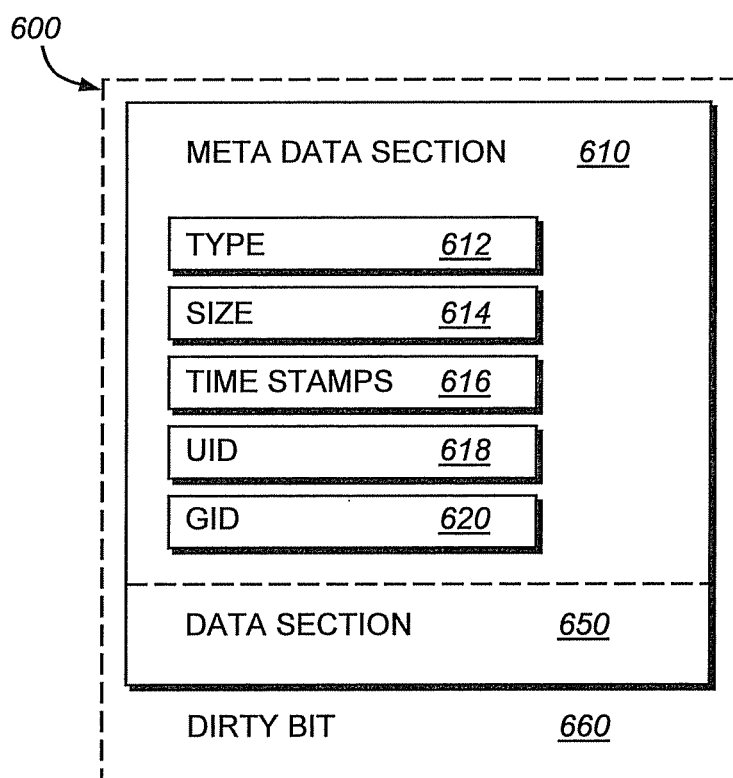 600
META DATA SECTION 610
TYPE 612
SIZE 614
TIME STAMPS 616
UID 618
GID 620
DATA SECTION 650
DIRTY BIT 660